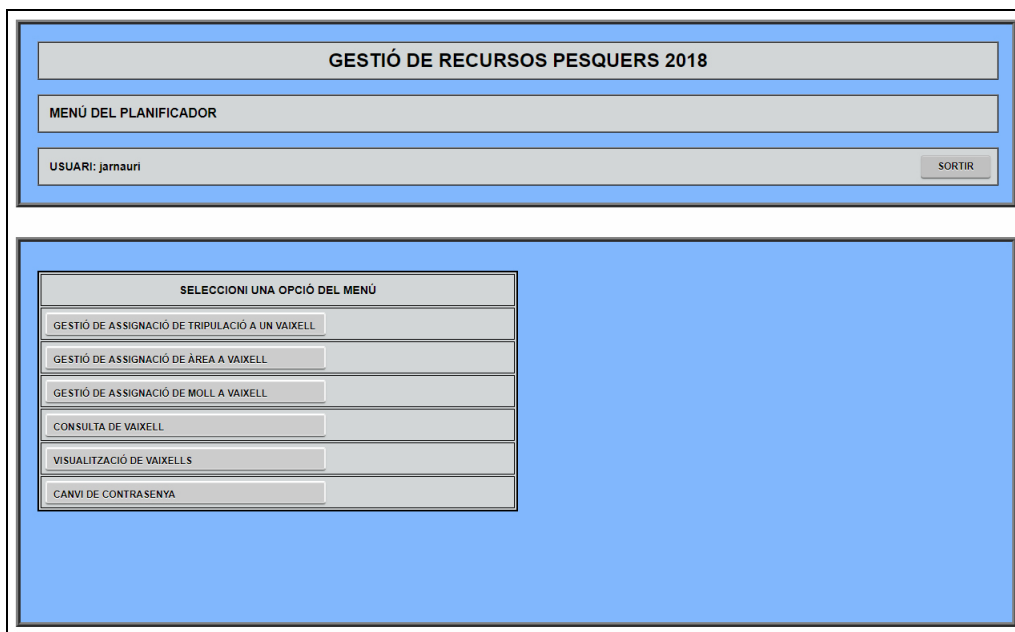 GESTIÓ DE RECURSOS PESQUERS 2018
MENÚ DEL PLANIFICADOR
USUARI: jarnauri
SORTIR
SELECCIONI UNA OPCIÓ DEL MENÚ
GESTIÓ DE ASSIGNACIÓ DE TRIPULACIÓ A UN VAIXELL
GESTIÓ DE ASSIGNACIÓ DE ÀREA A VAIXELL
GESTIÓ DE ASSIGNACIÓ DE MOLL A VAIXELL
CONSULTA DE VAIXELL
VISUALITZACIÓ DE VAIXELLS
CANVI DE CONTRASENYA